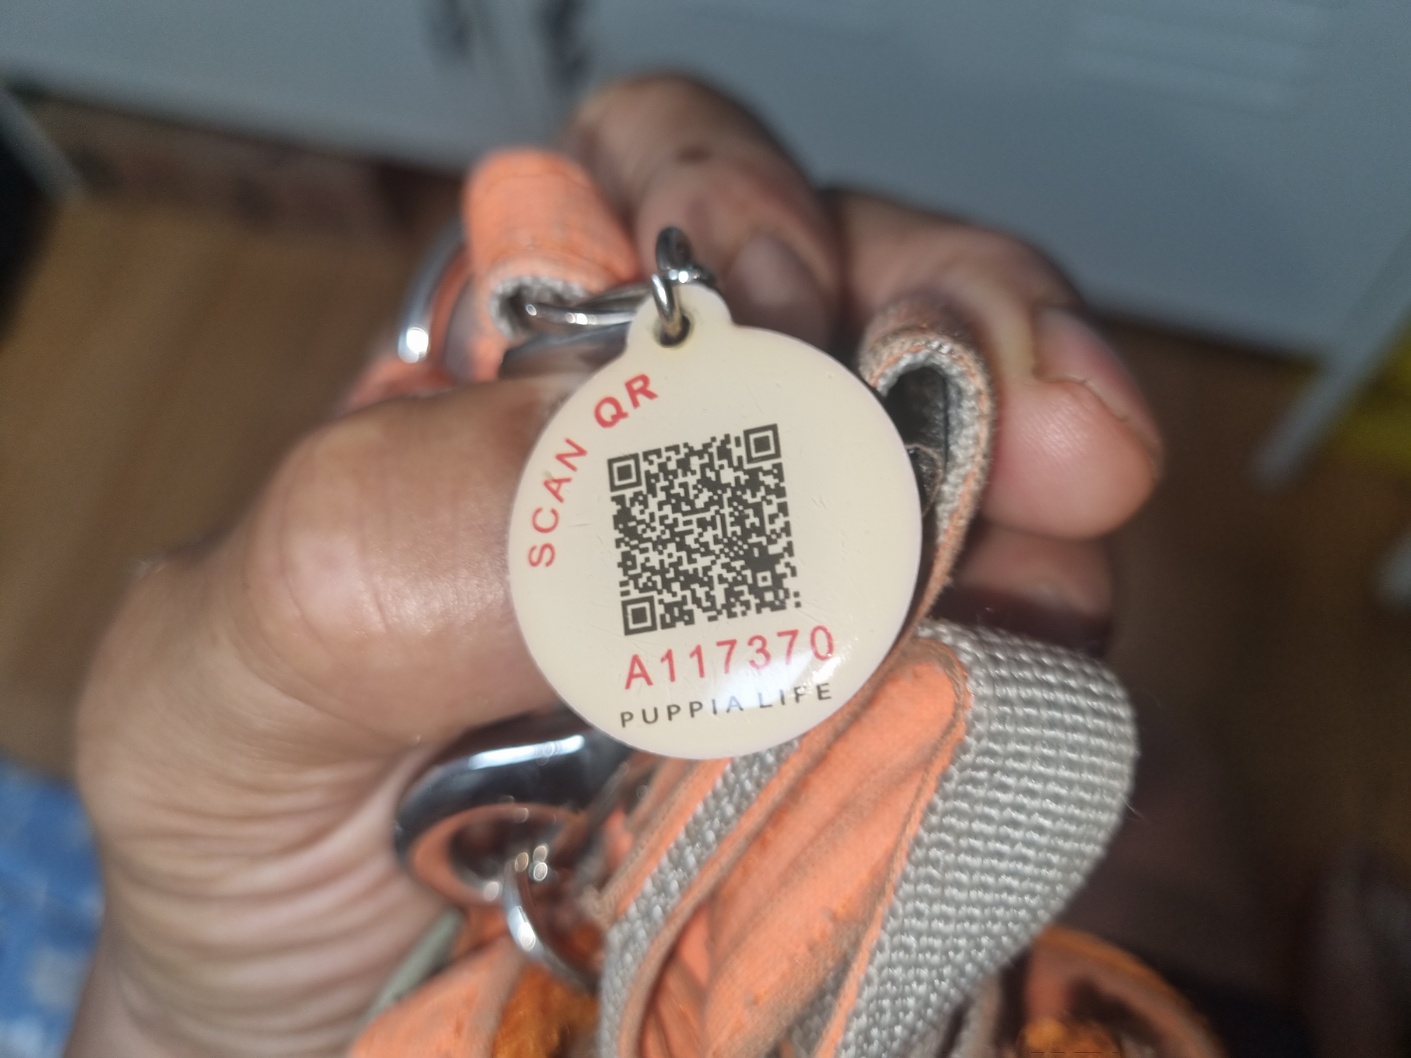 SCAN QR
A117370
PUPPIA LIFE